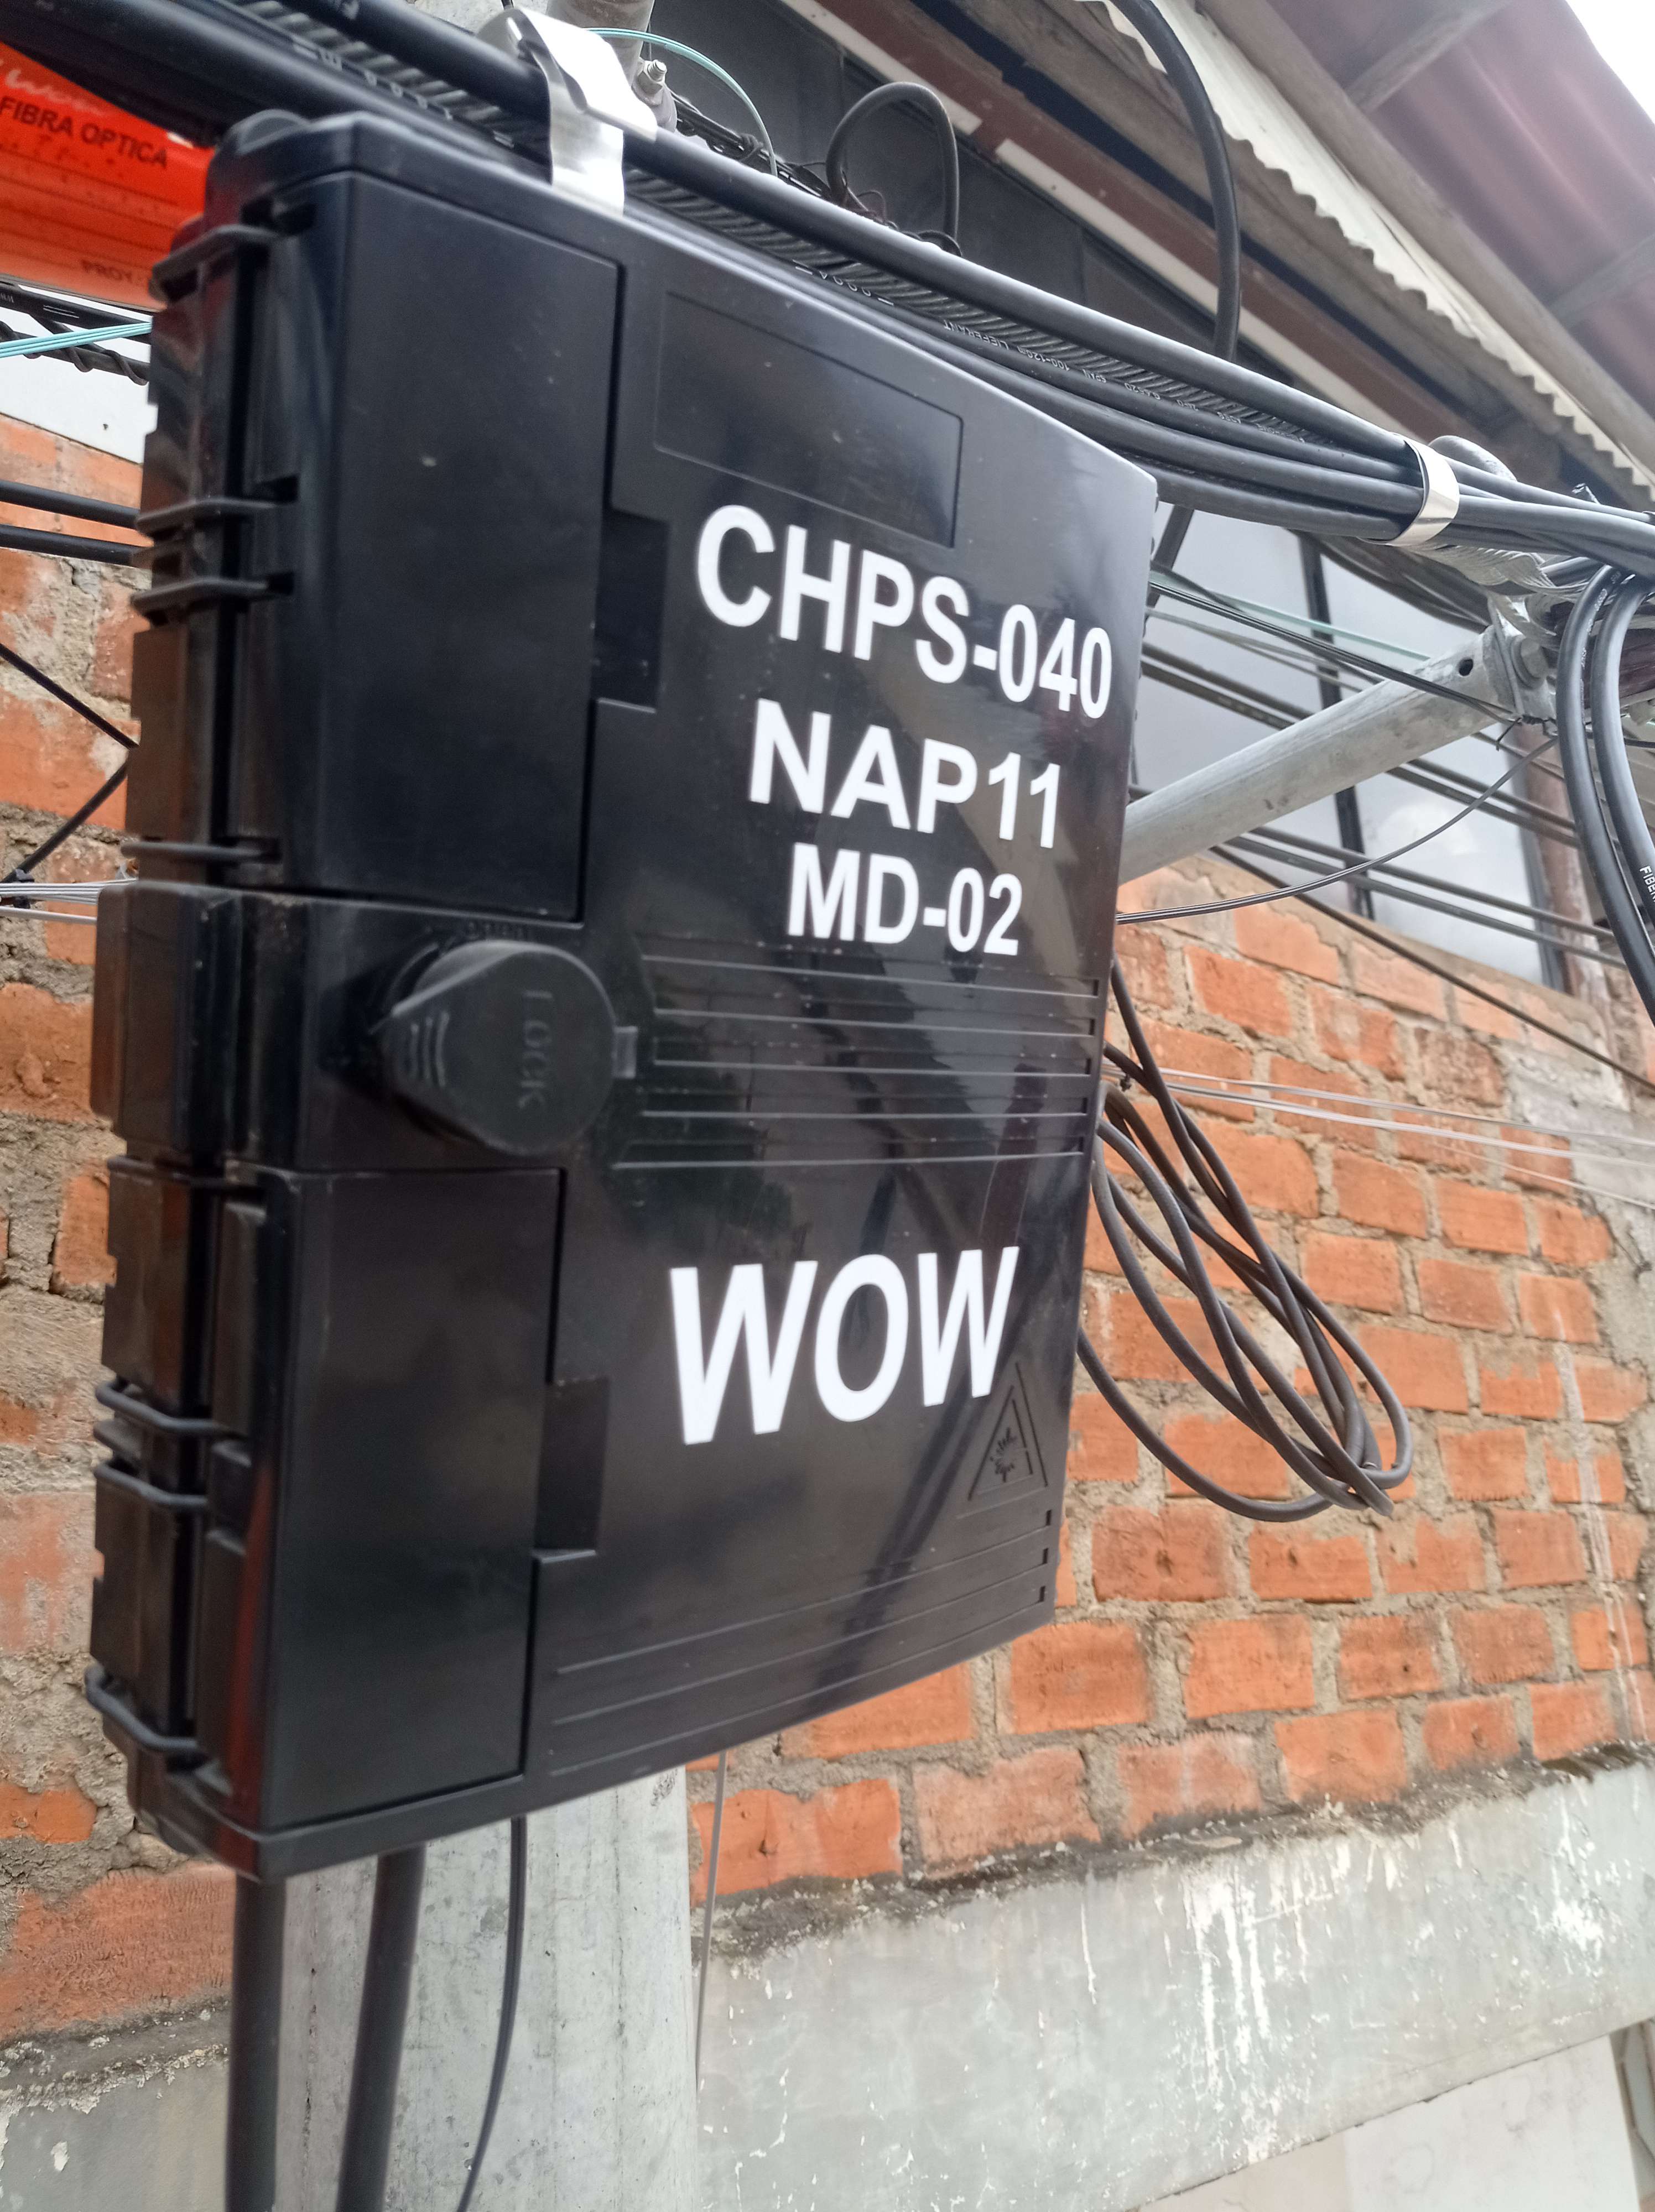 FIBRA OPTICA
CHPS-040
NAP11
MD-02
LOCK
WOW